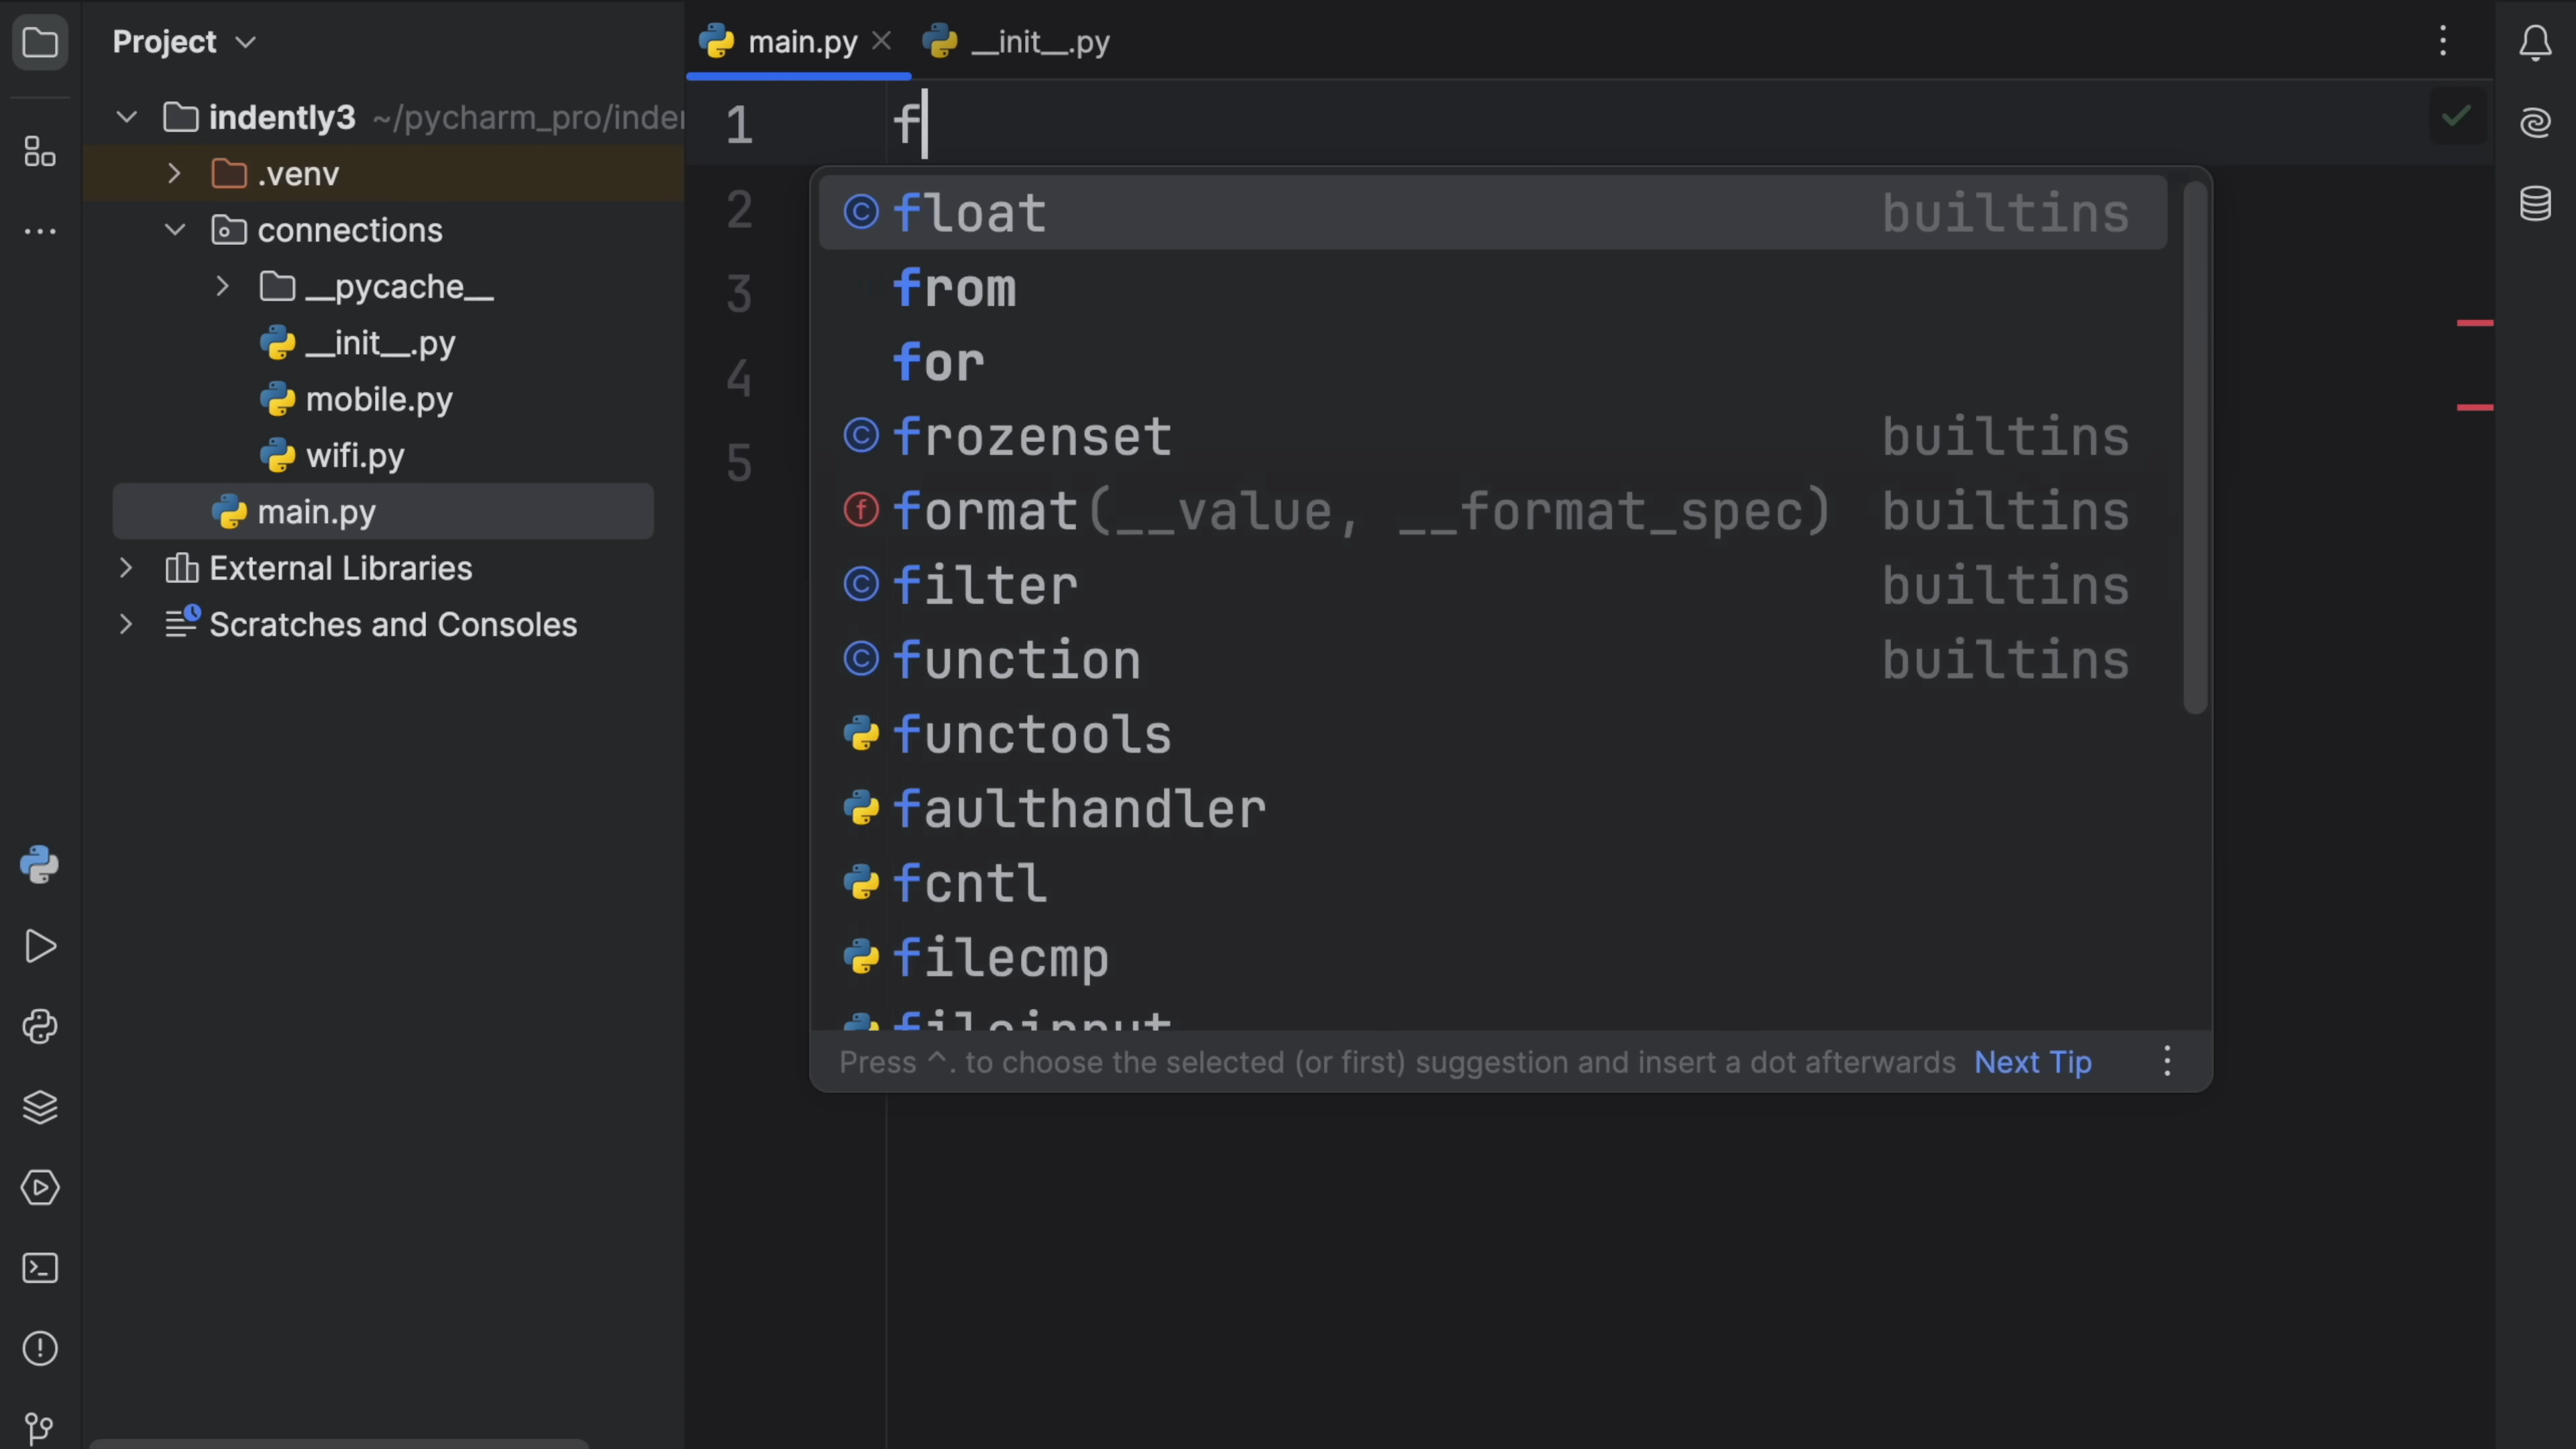 Project
indently3 ~/pycharm_pro/inden
.venv
connections
__pycache__
__init__.py
mobile.py
wifi.py
main.py
External Libraries
Scratches and Consoles
main.py
__init__.py
1 f
2
3
4
5
float builtins
from
for
frozenset builtins
format(__value, __format_spec) builtins
filter builtins
function builtins
functools
faulthandler
fcntl
filecmp
fileinput
Press ^. to choose the selected (or first) suggestion and insert a dot afterwards Next Tip